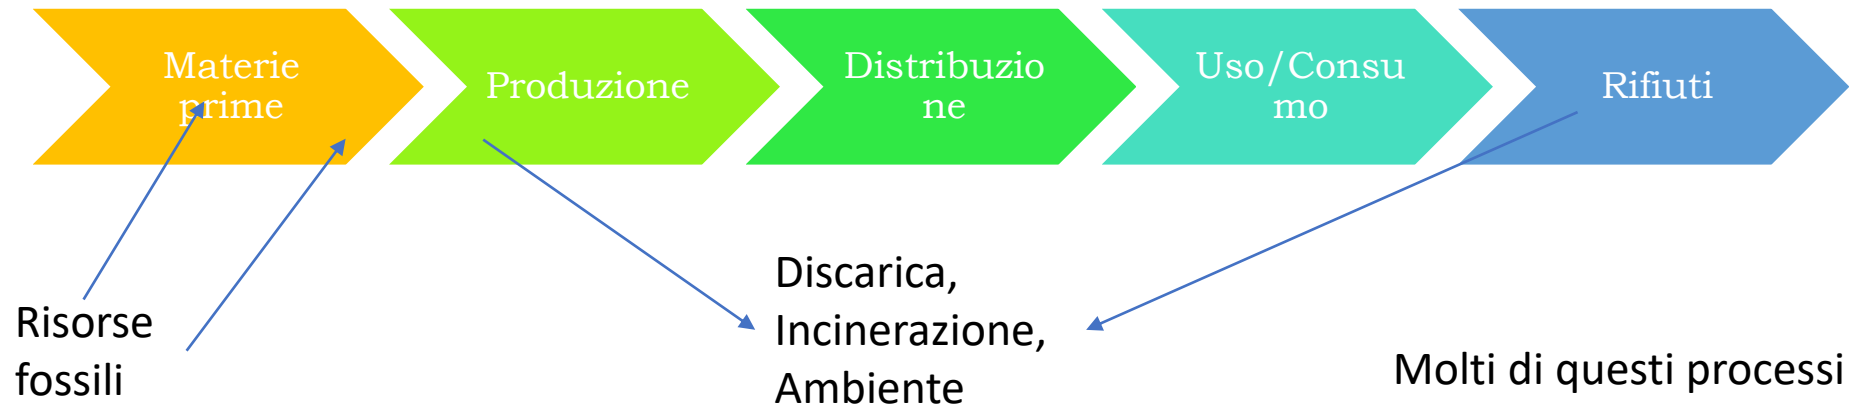 Materie
prime
Produzione
Distribuzio
ne
Uso/Consu
mo
Rifiuti
Risorse
fossili
Discarica,
Incinerazione,
Ambiente
Molti di questi processi